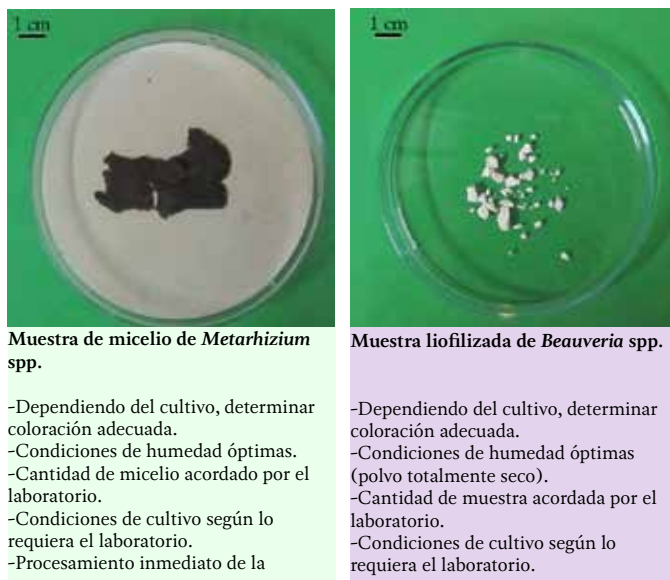 1 cm
Muestra de micelio de Metarhizium
spp.
-Dependiendo del cultivo, determinar
coloración adecuada.
-Condiciones de humedad óptimas.
-Cantidad de micelio acordado por el
laboratorio.
-Condiciones de cultivo según lo
requiera el laboratorio.
-Procesamiento inmediato de la
1 cm
Muestra liofilizada de Beauveria spp.
-Dependiendo del cultivo, determinar
coloración adecuada.
-Condiciones de humedad óptimas
(polvo totalmente seco).
-Cantidad de muestra acordada por el
laboratorio.
-Condiciones de cultivo según lo
requiera el laboratorio.